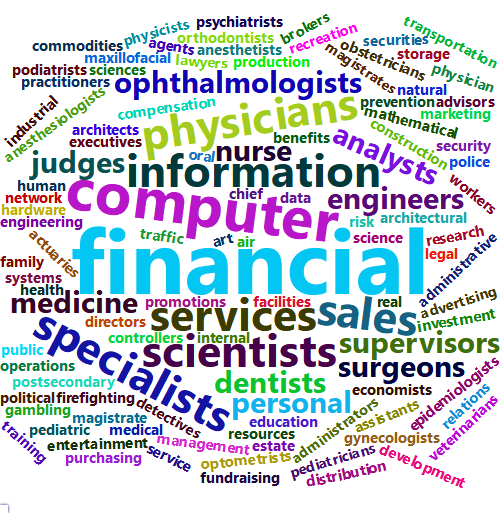 psychiatrists
physicists
orthodontists
brokers
transportation
commodities
agents
anesthetists
recreation
securities
maxillofacial
lawyers
production
magistrates
obstetricians
storage
podiatrists
sciences
physician
practitioners
ophthalmologists
natural
industrial
anesthesiologists
compensation
physicians
prevention
advisors
mathematical
marketing
architects
executives
benefits
analysts
construction
security
judges
oral
nurse
police
information
workers
human
computer
chief
data
engineers
network
hardware
engineering
risk
architectural
actuaries
traffic
art
air
science
research
administrative
family
financial
legal
systems
health
medicine
promotions
facilities
real
advertising
directors
services
sales
investment
public
specialists
controllers
internal
supervisors
operations
scientists
surgeons
postsecondary
dentists
economists
epidemiologists
political
firefighting
personal
gambling
magistrate
detectives
education
administrators
assistants
relations
training
pediatric
medical
resources
gynecologists
veterinarians
entertainment
management
estate
purchasing
service
optometrists
pediatricians
development
fundraising
distribution